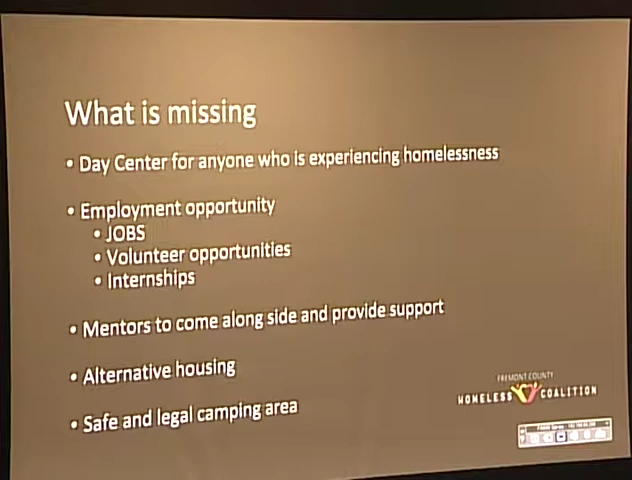 What is missing
• Day Center for anyone who is experiencing homelessness
• Employment opportunity
• JOBS
• Volunteer opportunities
• Internships
• Mentors to come along side and provide support
• Alternative housing
• Safe and legal camping area
FREMONT COUNTY
HOMELESS COALITION